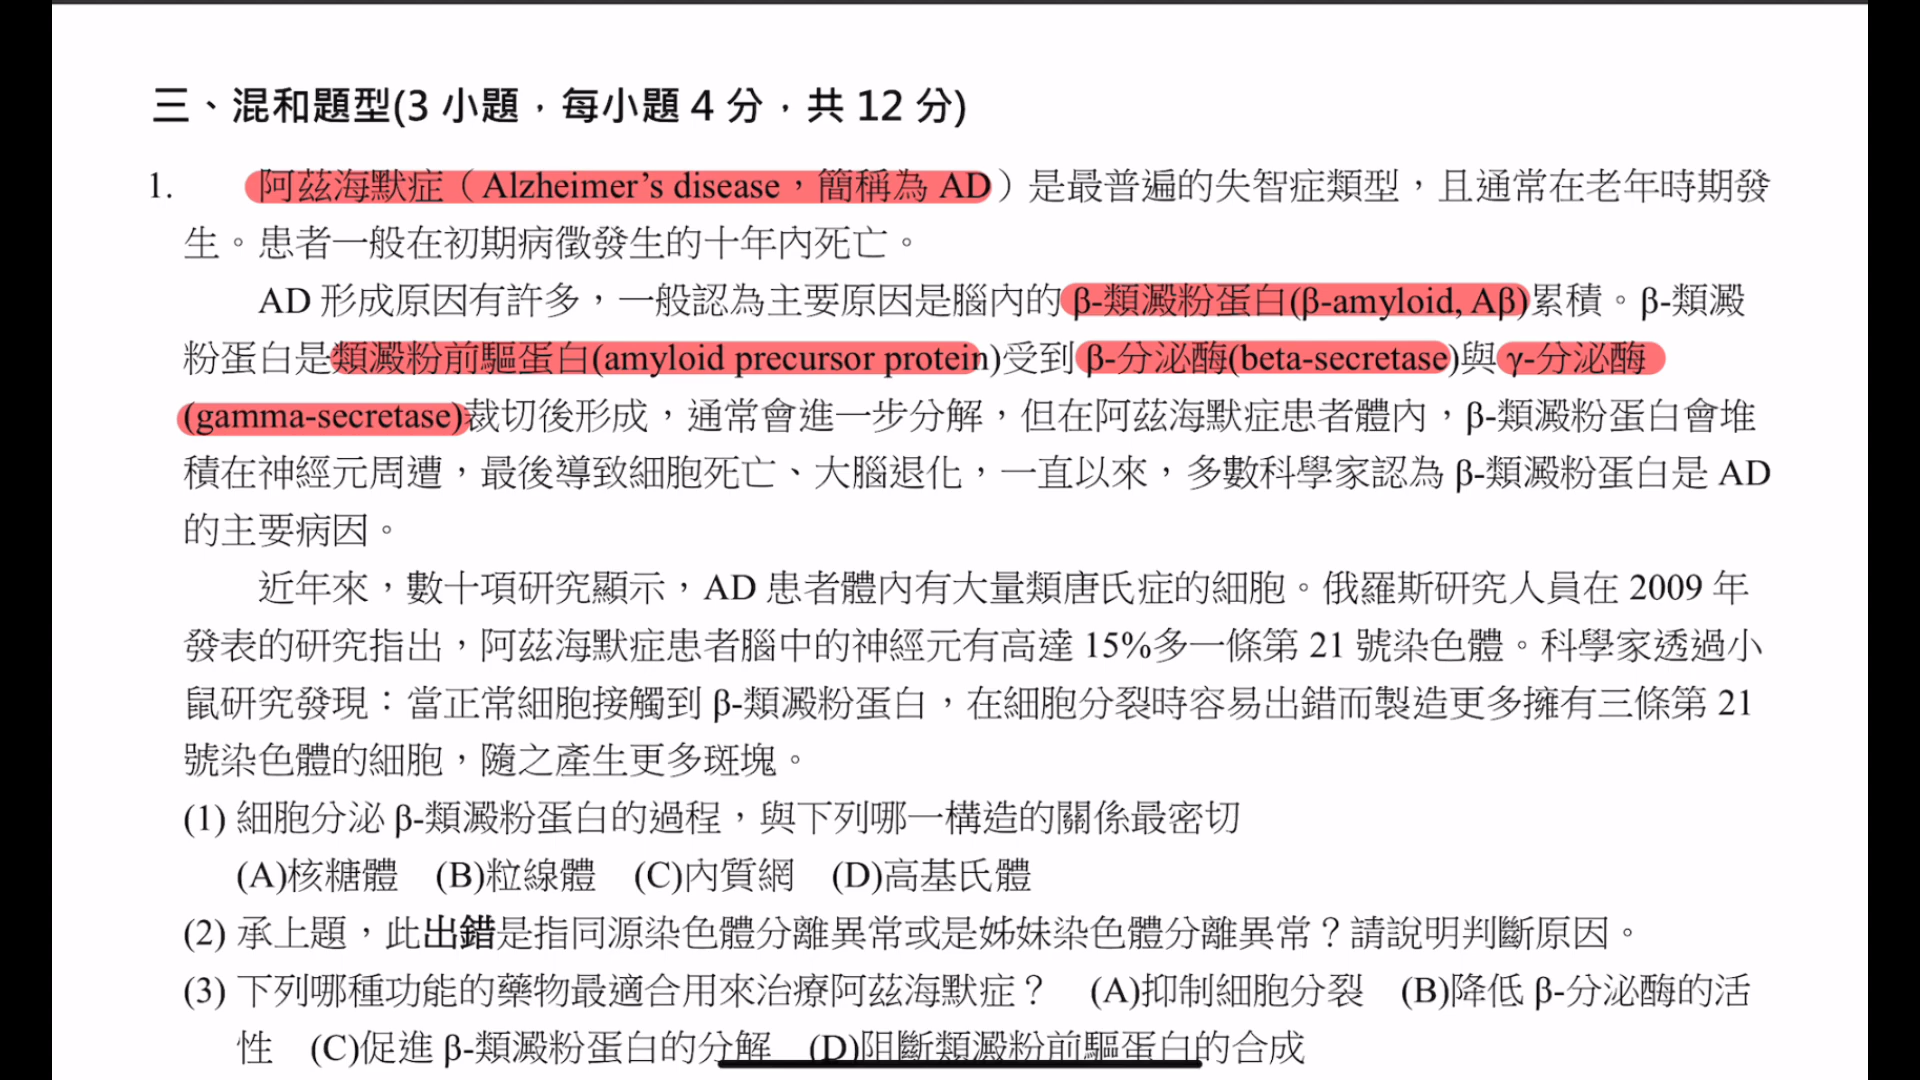 三、混和題型(3 小題，每小題 4 分，共 12 分)
1. 阿茲海默症（Alzheimer’s disease，簡稱為 AD）是最普遍的失智症類型，且通常在老年時期發
生。患者一般在初期病徵發生的十年內死亡。
AD 形成原因有許多，一般認為主要原因是腦內的 β-類澱粉蛋白(β-amyloid, Aβ)累積。β-類澱
粉蛋白是類澱粉前驅蛋白(amyloid precursor protein)受到 β-分泌酶(beta-secretase)與 γ-分泌酶
(gamma-secretase)裁切後形成，通常會進一步分解，但在阿茲海默症患者體內，β-類澱粉蛋白會堆
積在神經元周遭，最後導致細胞死亡、大腦退化，一直以來，多數科學家認為 β-類澱粉蛋白是 AD
的主要病因。
近年來，數十項研究顯示，AD 患者體內有大量類唐氏症的細胞。俄羅斯研究人員在 2009 年
發表的研究指出，阿茲海默症患者腦中的神經元有高達 15%多一條第 21 號染色體。科學家透過小
鼠研究發現：當正常細胞接觸到 β-類澱粉蛋白，在細胞分裂時容易出錯而製造更多擁有三條第 21
號染色體的細胞，隨之產生更多斑塊。
(1) 細胞分泌 β-類澱粉蛋白的過程，與下列哪一構造的關係最密切
(A)核糖體 (B)粒線體 (C)內質網 (D)高基氏體
(2) 承上題，此出錯是指同源染色體分離異常或是姊妹染色體分離異常？請說明判斷原因。
(3) 下列哪種功能的藥物最適合用來治療阿茲海默症？ (A)抑制細胞分裂 (B)降低 β-分泌酶的活
性 (C)促進 β-類澱粉蛋白的分解 (D)阻斷類澱粉前驅蛋白的合成